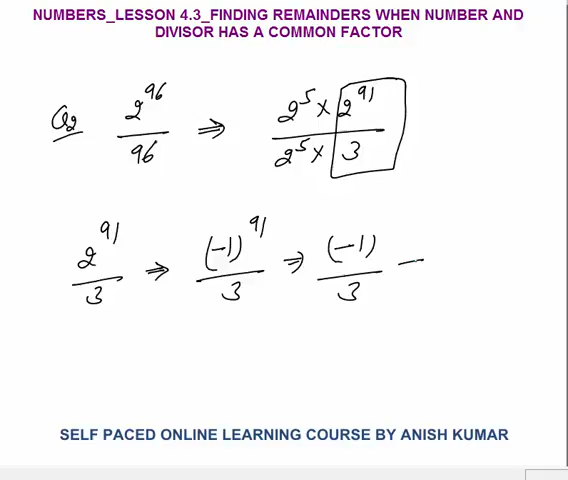 NUMBERS_LESSON 4.3_FINDING REMAINDERS WHEN NUMBER AND
DIVISOR HAS A COMMON FACTOR
Q2 2^96/96 ⇒ (2^5 × 2^91)/(2^5 × 3)
2^91/3 ⇒ (-1)^91/3 ⇒ (-1)/3 —
SELF PACED ONLINE LEARNING COURSE BY ANISH KUMAR